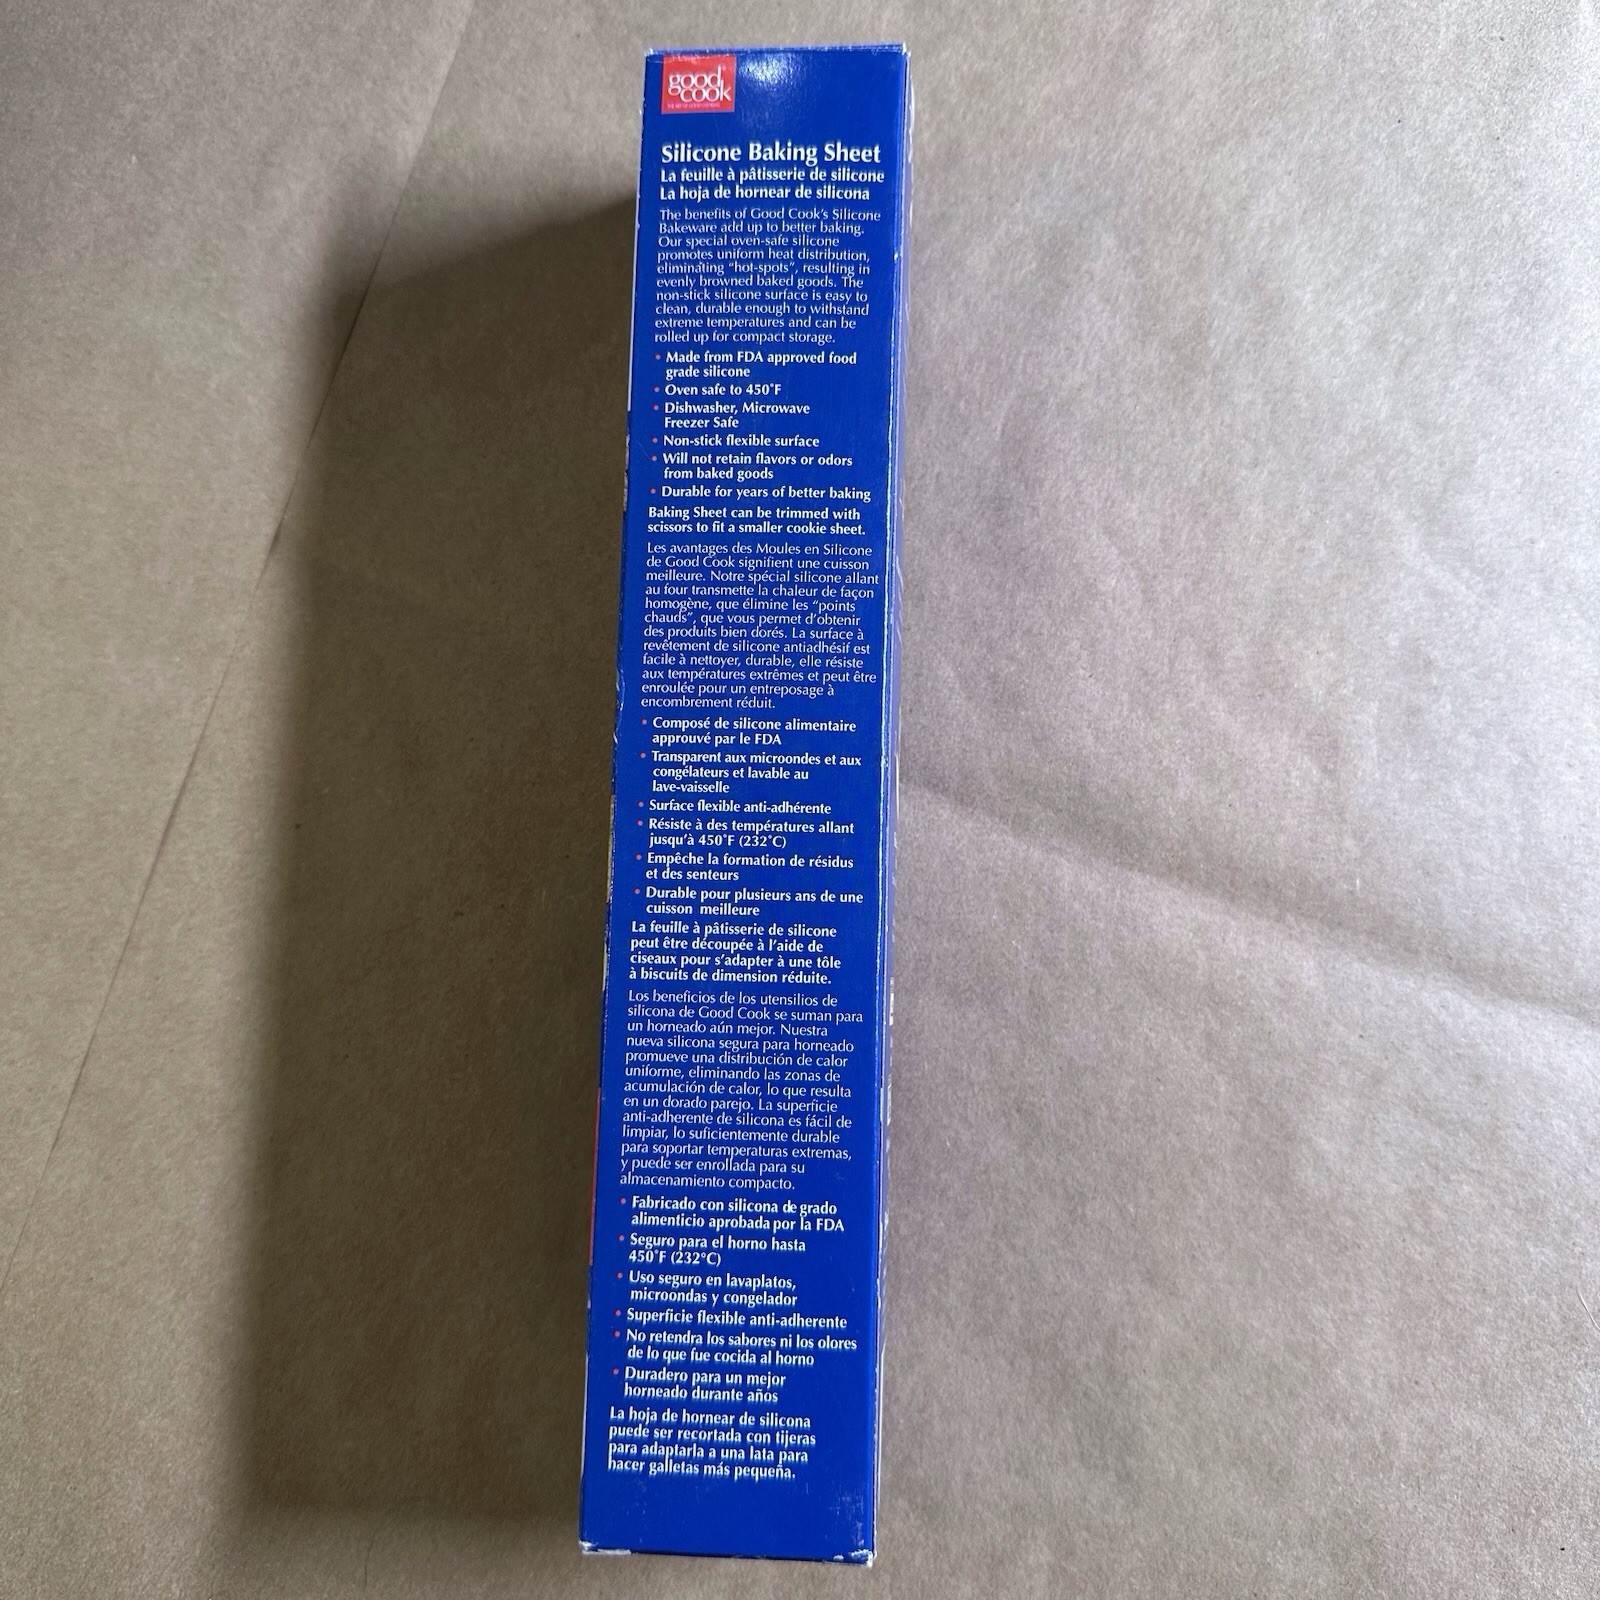 good
cook
Silicone Baking Sheet
La feuille à pâtisserie de silicone
La hoja de hornear de silicona
The benefits of Good Cook's Silicone
Bakeware add up to better baking.
Our special oven-safe silicone
promotes uniform heat distribution,
eliminating "hot-spots", resulting in
evenly browned baked goods. The
non-stick silicone surface is easy to
clean, durable enough to withstand
extreme temperatures and can be
rolled up for compact storage.
• Made from FDA approved food
grade silicone
• Oven safe to 450°F
• Dishwasher, Microwave
Freezer Safe
• Non-stick flexible surface
• Will not retain flavors or odors
from baked goods
• Durable for years of better baking
Baking Sheet can be trimmed with
scissors to fit a smaller cookie sheet.
Les avantages des Moules en Silicone
de Good Cook signifient une cuisson
meilleure. Notre spécial silicone allant
au four transmette la chaleur de façon
homogène, que élimine les "points
chauds", que vous permet d'obtenir
des produits bien dorés. La surface à
revêtement de silicone antiadhésif est
facile à nettoyer, durable, elle résiste
aux températures extrêmes et peut être
enroulée pour un entreposage à
encombrement réduit.
• Composé de silicone alimentaire
approuvé par le FDA
• Transparent aux microondes et aux
congélateurs et lavable au
lave-vaisselle
• Surface flexible anti-adhérente
• Résiste à des températures allant
jusqu'à 450°F (232°C)
• Empêche la formation de résidus
et des senteurs
• Durable pour plusieurs ans de une
cuisson meilleure
La feuille à pâtisserie de silicone
peut être découpée à l'aide de
ciseaux pour s'adapter à une tôle
à biscuits de dimension réduite.
Los beneficios de los utensilios de
silicona de Good Cook se suman para
un horneado aún mejor. Nuestra
nueva silicona segura para horneado
promueve una distribución de calor
uniforme, eliminando las zonas de
acumulación de calor, lo que resulta
en un dorado parejo. La superficie
anti-adherente de silicona es fácil de
limpiar, lo suficientemente durable
para soportar temperaturas extremas,
y puede ser enrollada para su
almacenamiento compacto.
• Fabricado con silicona de grado
alimenticio aprobada por la FDA
• Seguro para el horno hasta
450°F (232°C)
• Uso seguro en lavaplatos,
microondas y congelador
• Superficie flexible anti-adherente
• No retendra los sabores ni los olores
de lo que fue cocida al horno
• Duradero para un mejor
horneado durante años
La hoja de hornear de silicona
puede ser recortada con tijeras
para adaptarla a una lata para
hacer galletas más pequeña.